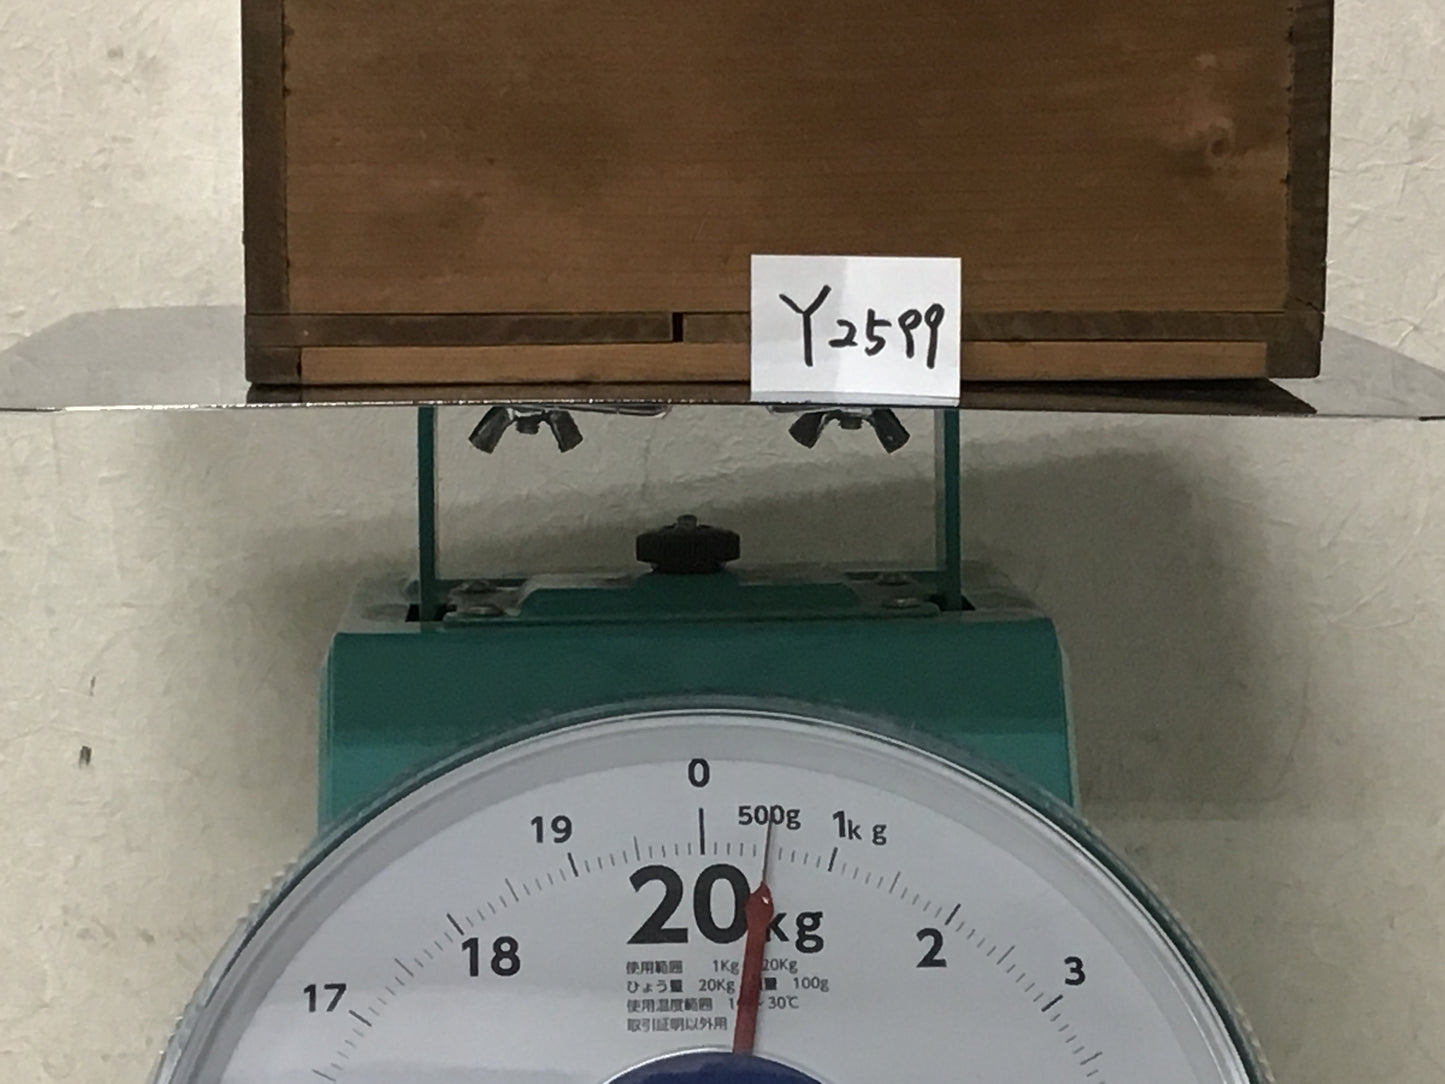 Y2599
0
19 500g 1kg
20kg
18 2
17 3
使用範囲 1Kg 20Kg
ひょう量 20Kg 量 100g
使用温度範囲 30℃
取引証明以外用